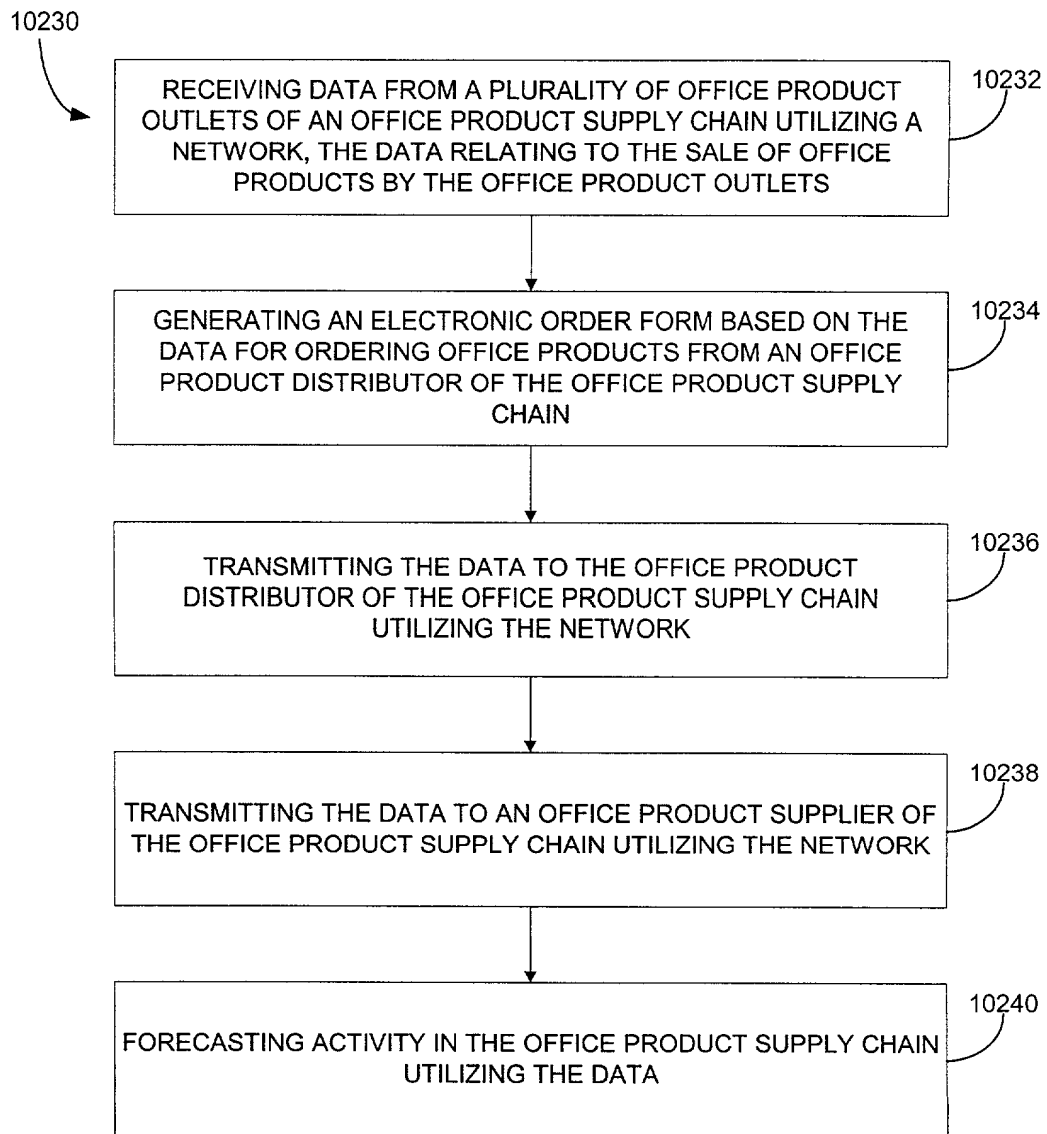 10230
RECEIVING DATA FROM A PLURALITY OF OFFICE PRODUCT
OUTLETS OF AN OFFICE PRODUCT SUPPLY CHAIN UTILIZING A
NETWORK, THE DATA RELATING TO THE SALE OF OFFICE
PRODUCTS BY THE OFFICE PRODUCT OUTLETS
10232
GENERATING AN ELECTRONIC ORDER FORM BASED ON THE
DATA FOR ORDERING OFFICE PRODUCTS FROM AN OFFICE
PRODUCT DISTRIBUTOR OF THE OFFICE PRODUCT SUPPLY
CHAIN
10234
TRANSMITTING THE DATA TO THE OFFICE PRODUCT
DISTRIBUTOR OF THE OFFICE PRODUCT SUPPLY CHAIN
UTILIZING THE NETWORK
10236
TRANSMITTING THE DATA TO AN OFFICE PRODUCT SUPPLIER OF
THE OFFICE PRODUCT SUPPLY CHAIN UTILIZING THE NETWORK
10238
FORECASTING ACTIVITY IN THE OFFICE PRODUCT SUPPLY CHAIN
UTILIZING THE DATA
10240